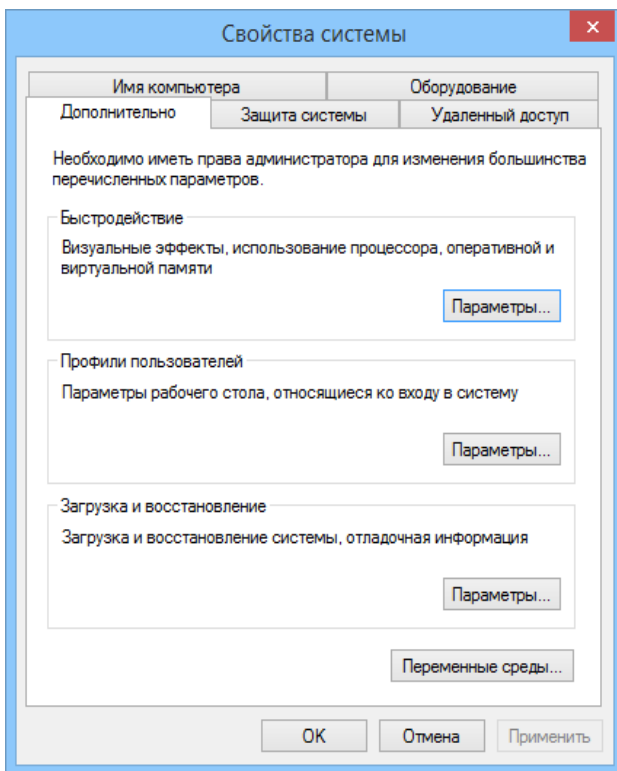 Свойства системы
Имя компьютера
Оборудование
Дополнительно
Защита системы
Удаленный доступ
Необходимо иметь права администратора для изменения большинства
перечисленных параметров.
Быстродействие
Визуальные эффекты, использование процессора, оперативной и
виртуальной памяти
Параметры...
Профили пользователей
Параметры рабочего стола, относящиеся ко входу в систему
Параметры...
Загрузка и восстановление
Загрузка и восстановление системы, отладочная информация
Параметры...
Переменные среды...
OK
Отмена
Применить